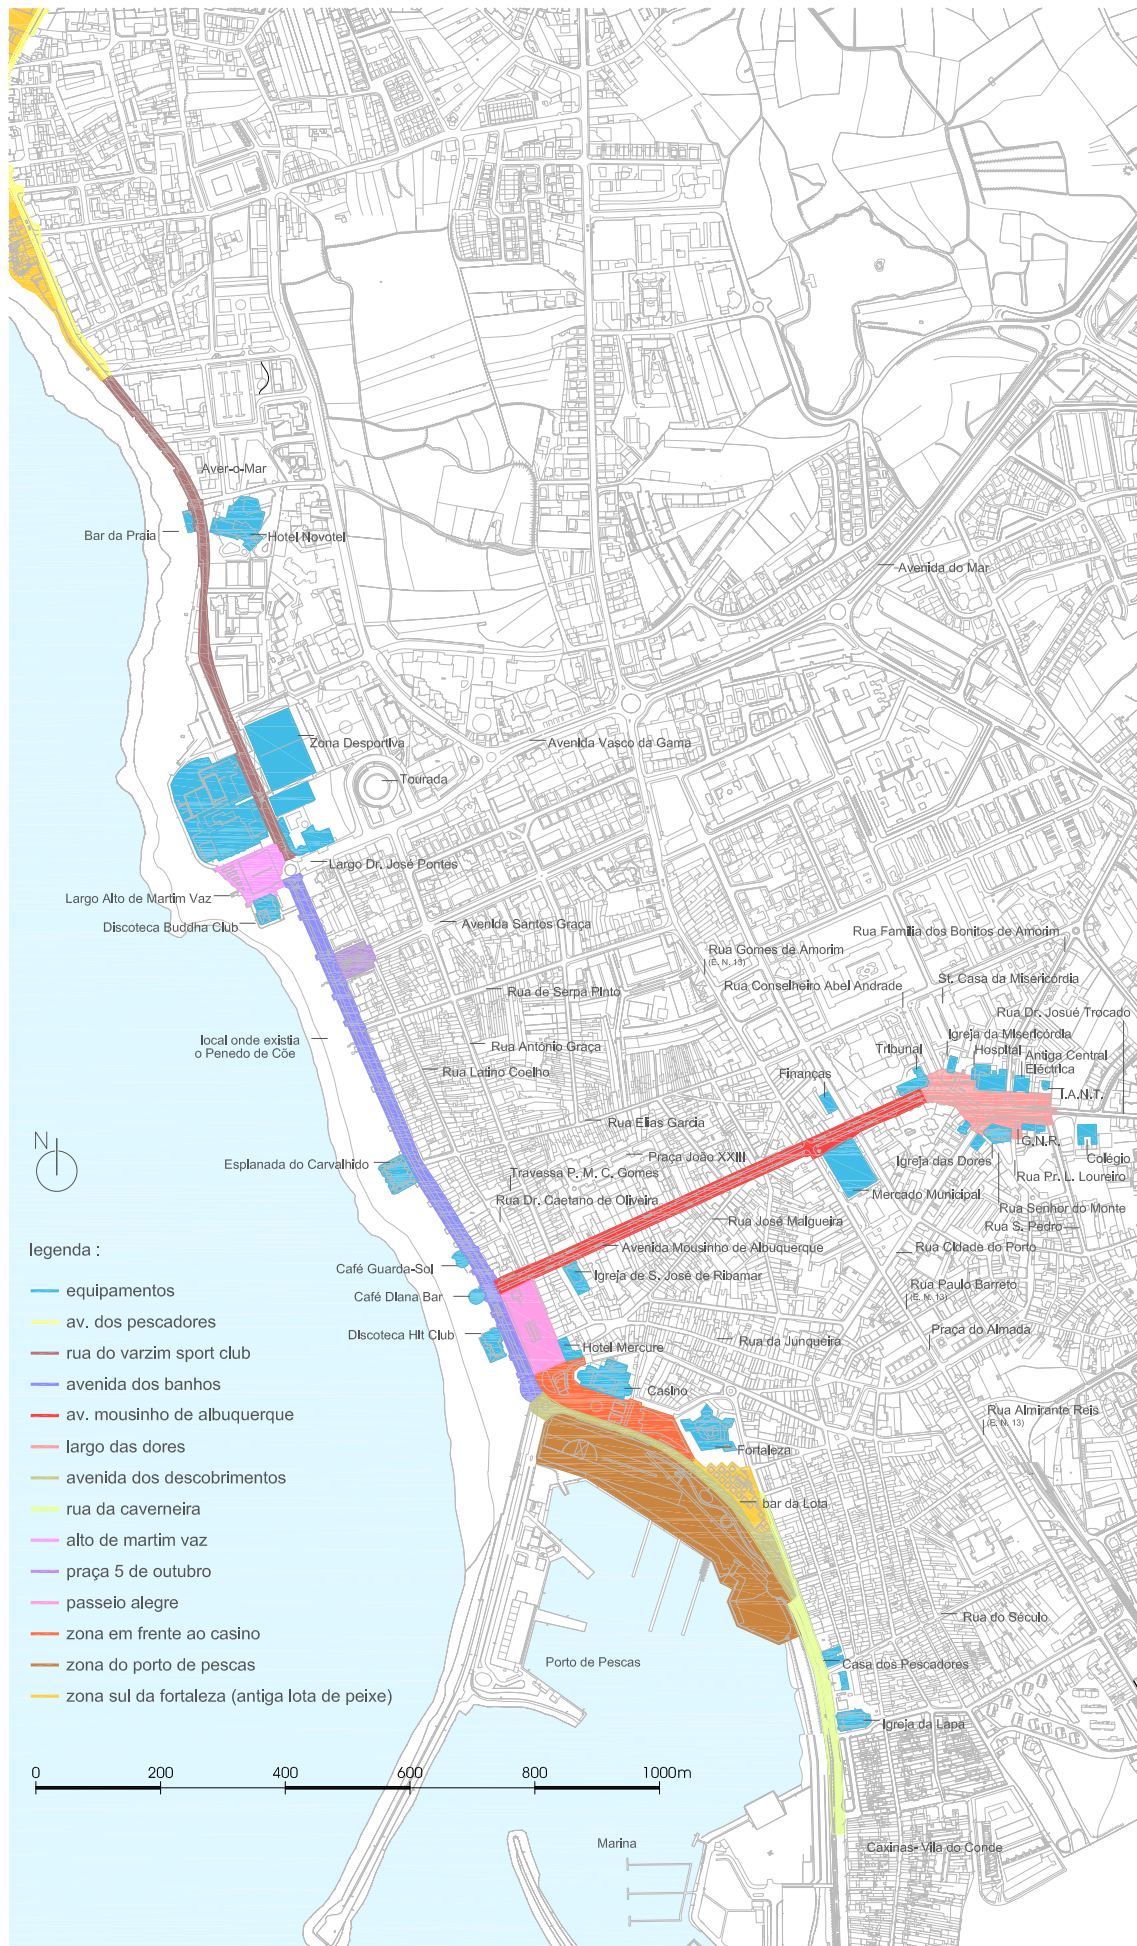 Aver-o-Mar
Bar da Praia
Hotel Novotel
Avenida do Mar
Zona Desportiva
Avenida Vasco da Gama
Tourada
Largo Dr. José Pontes
Largo Alto de Martim Vaz
Discoteca Buddha Club
Avenida Santos Graça
Rua Família dos Bonitos de Amorim
Rua Gomes de Amorim
(E. N. 13)
St. Casa da Misericórdia
Rua Conselheiro Abel Andrade
Rua de Serpa Pinto
Rua Dr. Josué Trocado
local onde existia
o Penedo de Cõe
Rua António Graça
Igreja da Misericórdia
Tribunal
Hospital
Antiga Central
Eléctrica
Rua Latino Coelho
Finanças
I.A.N.T.
Rua Elias Garcia
G.N.R.
N
Praça João XXIII
Igreja das Dores
Colégio
Esplanada do Carvalhido
Travessa P. M. C. Gomes
Rua Pr. L. Loureiro
Mercado Municipal
Rua Dr. Caetano de Oliveira
Rua Senhor do Monte
Rua José Malgueira
Rua S. Pedro
Avenida Mousinho de Albuquerque
Rua Cidade do Porto
Café Guarda-Sol
Igreja de S. José de Ribamar
Rua Paulo Barreto
(E. N. 13)
Café Diana Bar
Discoteca Hit Club
Rua da Junqueira
Praça do Almada
Hotel Mercure
Casino
Rua Almirante Reis
(E. N. 13)
Fortaleza
bar da Lota
Rua do Século
Porto de Pescas
Casa dos Pescadores
Igreja da Lapa
Marina
Caxinas- Vila do Conde
legenda :
equipamentos
av. dos pescadores
rua do varzim sport club
avenida dos banhos
av. mousinho de albuquerque
largo das dores
avenida dos descobrimentos
rua da caverneira
alto de martim vaz
praça 5 de outubro
passeio alegre
zona em frente ao casino
zona do porto de pescas
zona sul da fortaleza (antiga lota de peixe)
0 200 400 600 800 1000m